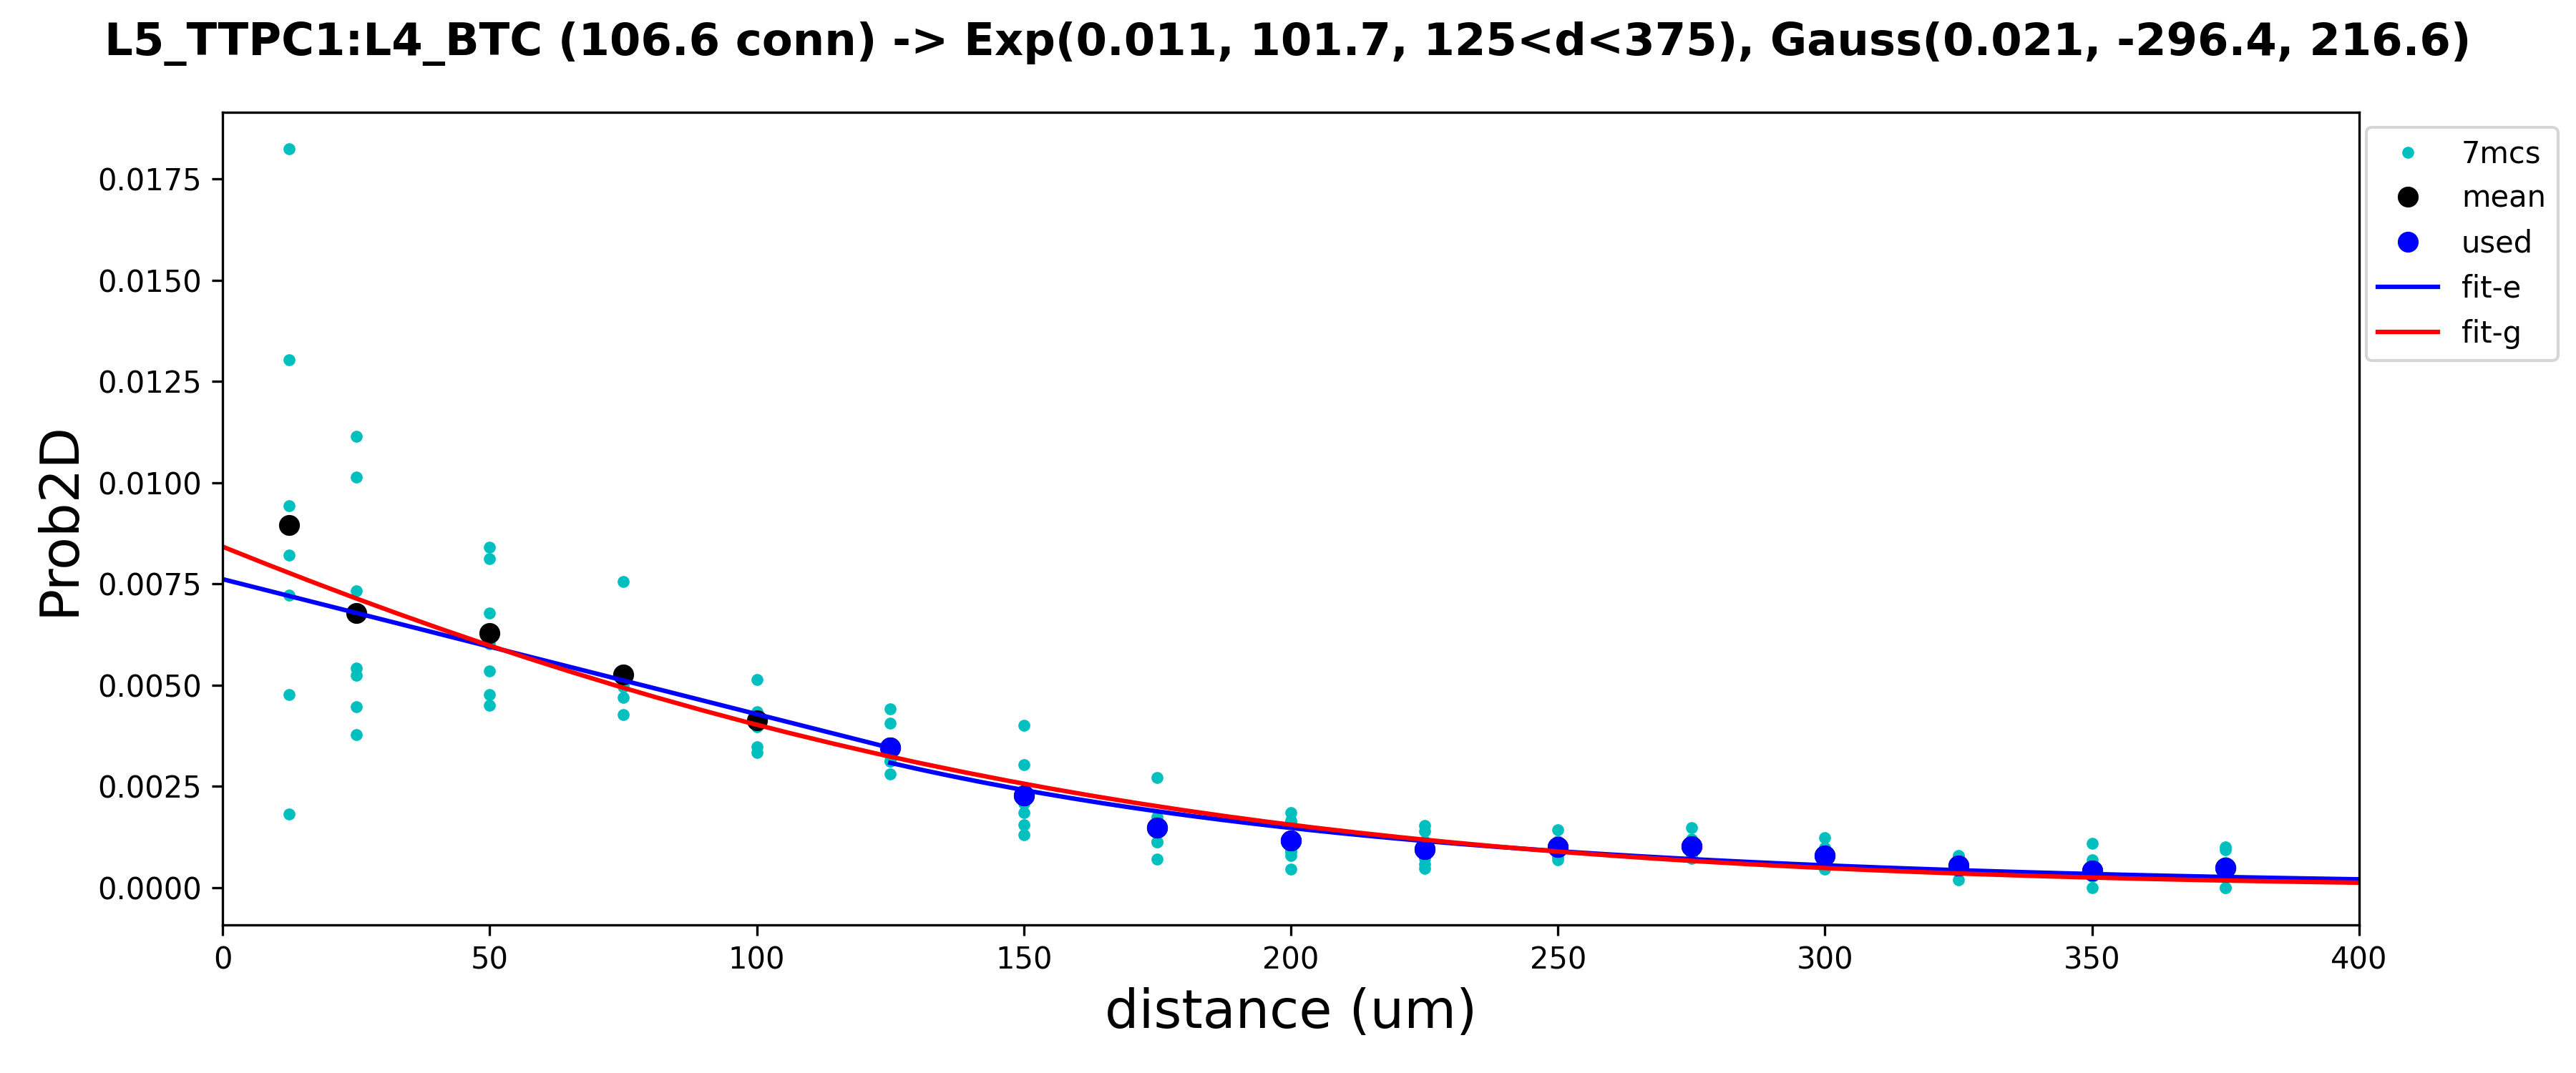 L5_TTPC1:L4_BTC (106.6 conn) -> Exp(0.011, 101.7, 125<d<375), Gauss(0.021, -296.4, 216.6)
7mcs
mean
used
fit-e
fit-g
0.0175
0.0150
0.0125
0.0100
0.0075
0.0050
0.0025
0.0000
Prob2D
0 50 100 150 200 250 300 350 400
distance (um)